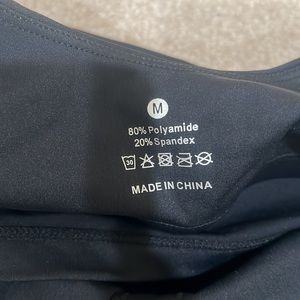 M
80% Polyamide
20% Spandex
30
MADE IN CHINA